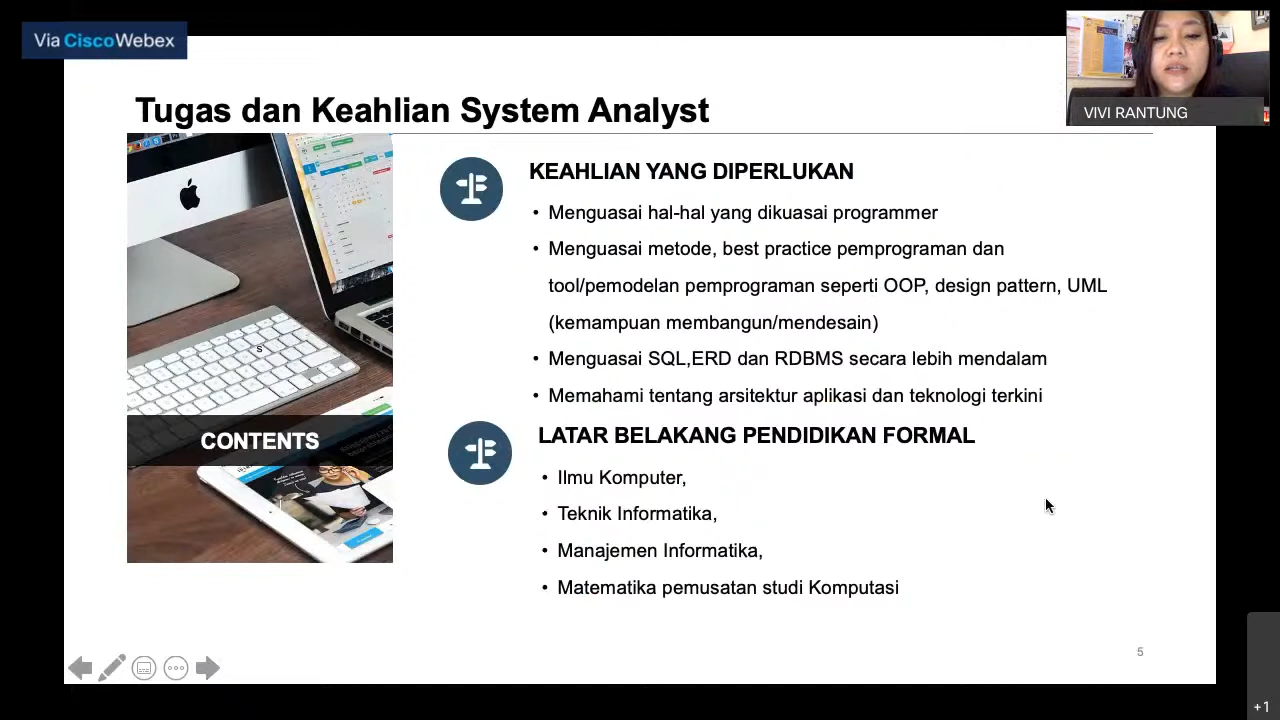 Via CiscoWebex
VIVI RANTUNG
Tugas dan Keahlian System Analyst
KEAHLIAN YANG DIPERLUKAN
• Menguasai hal-hal yang dikuasai programmer
• Menguasai metode, best practice pemprograman dan
tool/pemodelan pemprograman seperti OOP, design pattern, UML
(kemampuan membangun/mendesain)
• Menguasai SQL,ERD dan RDBMS secara lebih mendalam
• Memahami tentang arsitektur aplikasi dan teknologi terkini
CONTENTS
LATAR BELAKANG PENDIDIKAN FORMAL
• Ilmu Komputer,
• Teknik Informatika,
• Manajemen Informatika,
• Matematika pemusatan studi Komputasi
5
+1